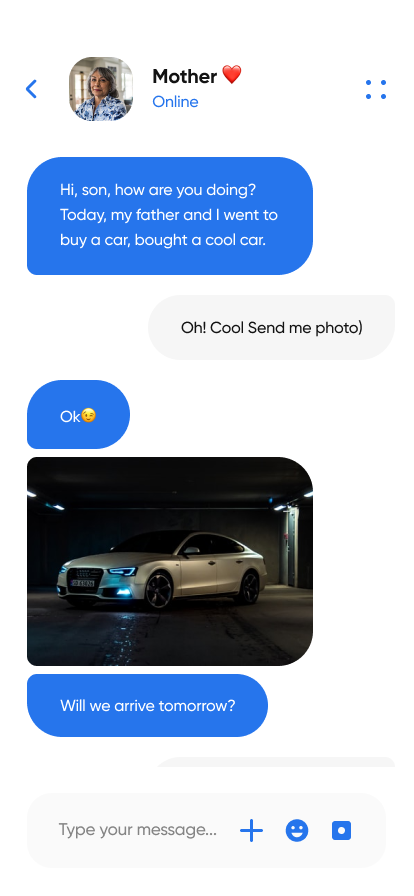 Mother ❤️
Online
Hi, son, how are you doing?
Today, my father and I went to
buy a car, bought a cool car.
Oh! Cool Send me photo)
Ok😉
Will we arrive tomorrow?
Type your message...